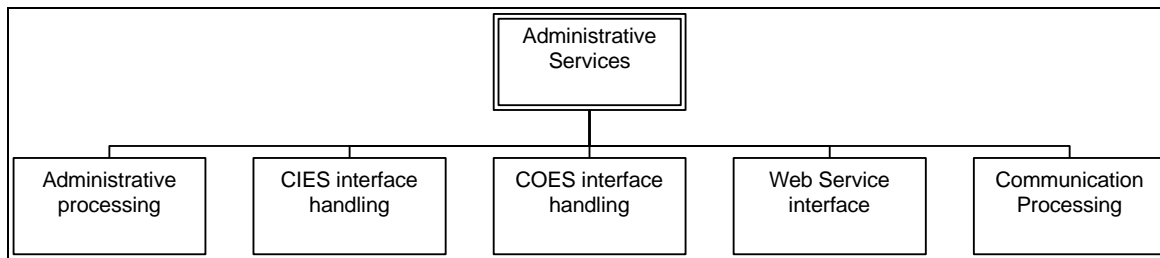 Administrative
Services
Administrative
processing
CIES interface
handling
COES interface
handling
Web Service
interface
Communication
Processing